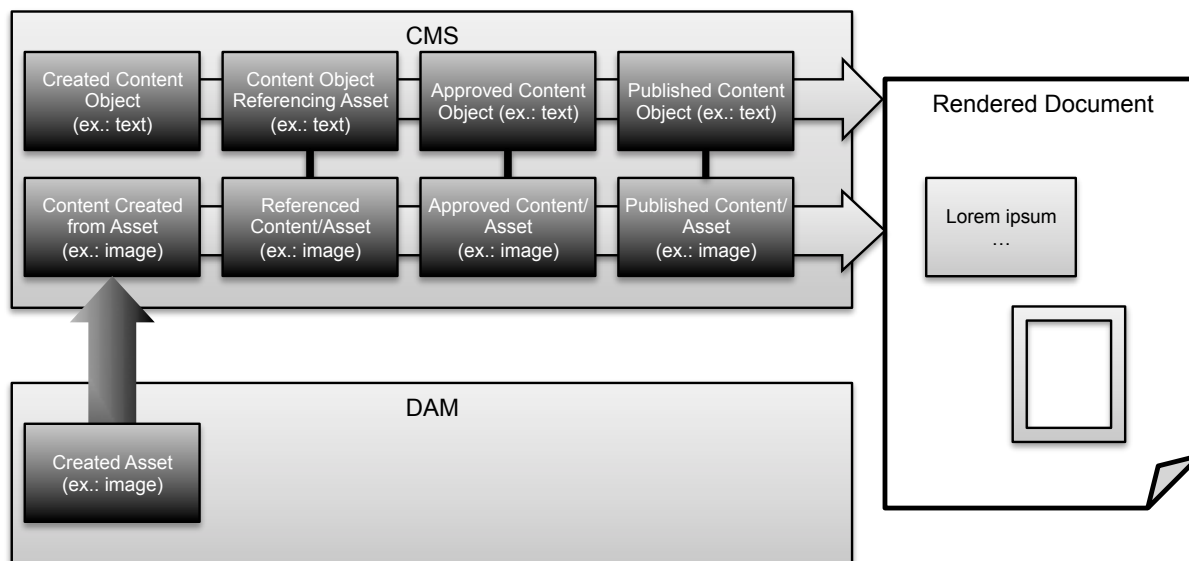 CMS
Created Content
Object
(ex.: text)
Content Object
Referencing Asset
(ex.: text)
Approved Content
Object (ex.: text)
Published Content
Object (ex.: text)
Content Created
from Asset
(ex.: image)
Referenced
Content/Asset
(ex.: image)
Approved Content/
Asset
(ex.: image)
Published Content/
Asset
(ex.: image)
Rendered Document
Lorem ipsum
…
DAM
Created Asset
(ex.: image)